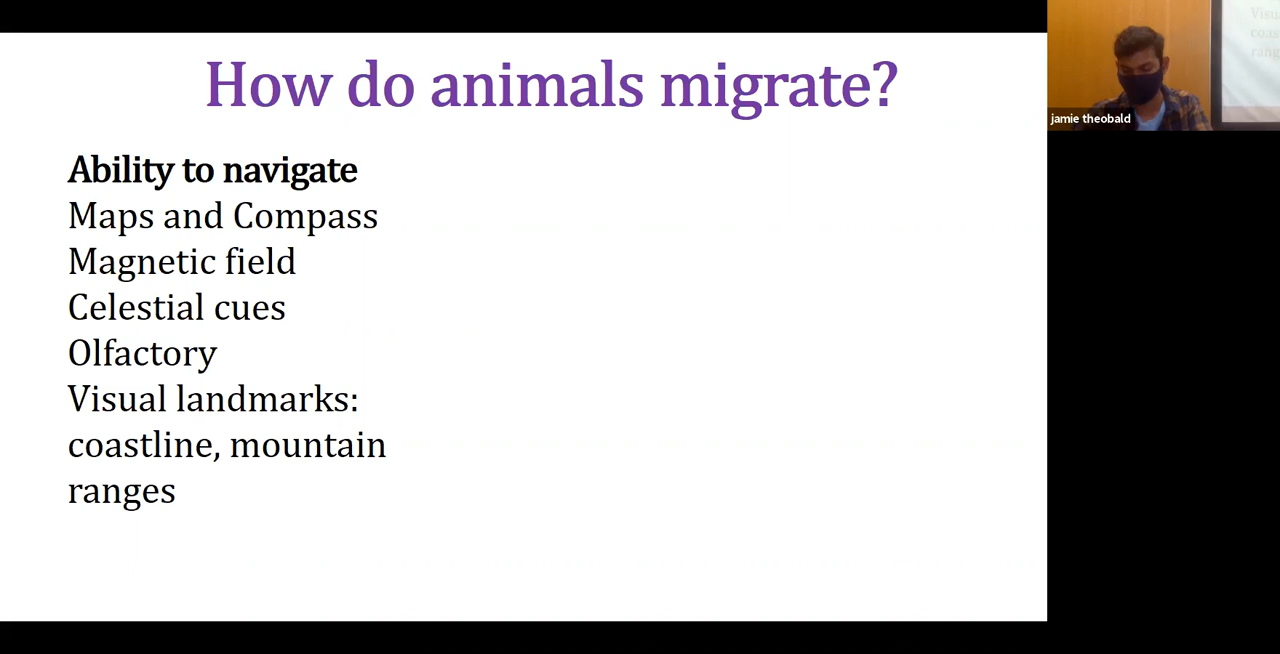 How do animals migrate?
Ability to navigate
Maps and Compass
Magnetic field
Celestial cues
Olfactory
Visual landmarks:
coastline, mountain
ranges
jamie theobald